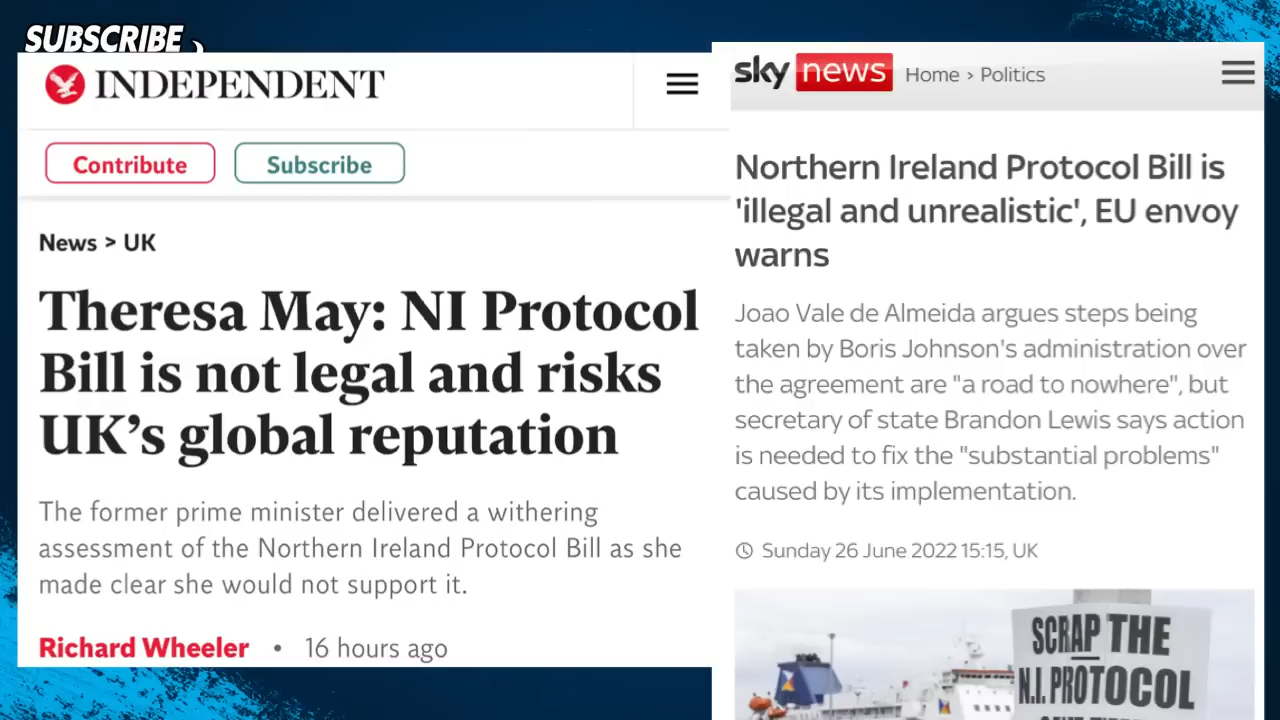 SUBSCRIBE
INDEPENDENT
Contribute
Subscribe
News > UK
Theresa May: NI Protocol
Bill is not legal and risks
UK’s global reputation
The former prime minister delivered a withering
assessment of the Northern Ireland Protocol Bill as she
made clear she would not support it.
Richard Wheeler • 16 hours ago
sky news Home > Politics
Northern Ireland Protocol Bill is
'illegal and unrealistic', EU envoy
warns
Joao Vale de Almeida argues steps being
taken by Boris Johnson's administration over
the agreement are "a road to nowhere", but
secretary of state Brandon Lewis says action
is needed to fix the "substantial problems"
caused by its implementation.
Sunday 26 June 2022 15:15, UK
SCRAP THE
N.I. PROTOCOL